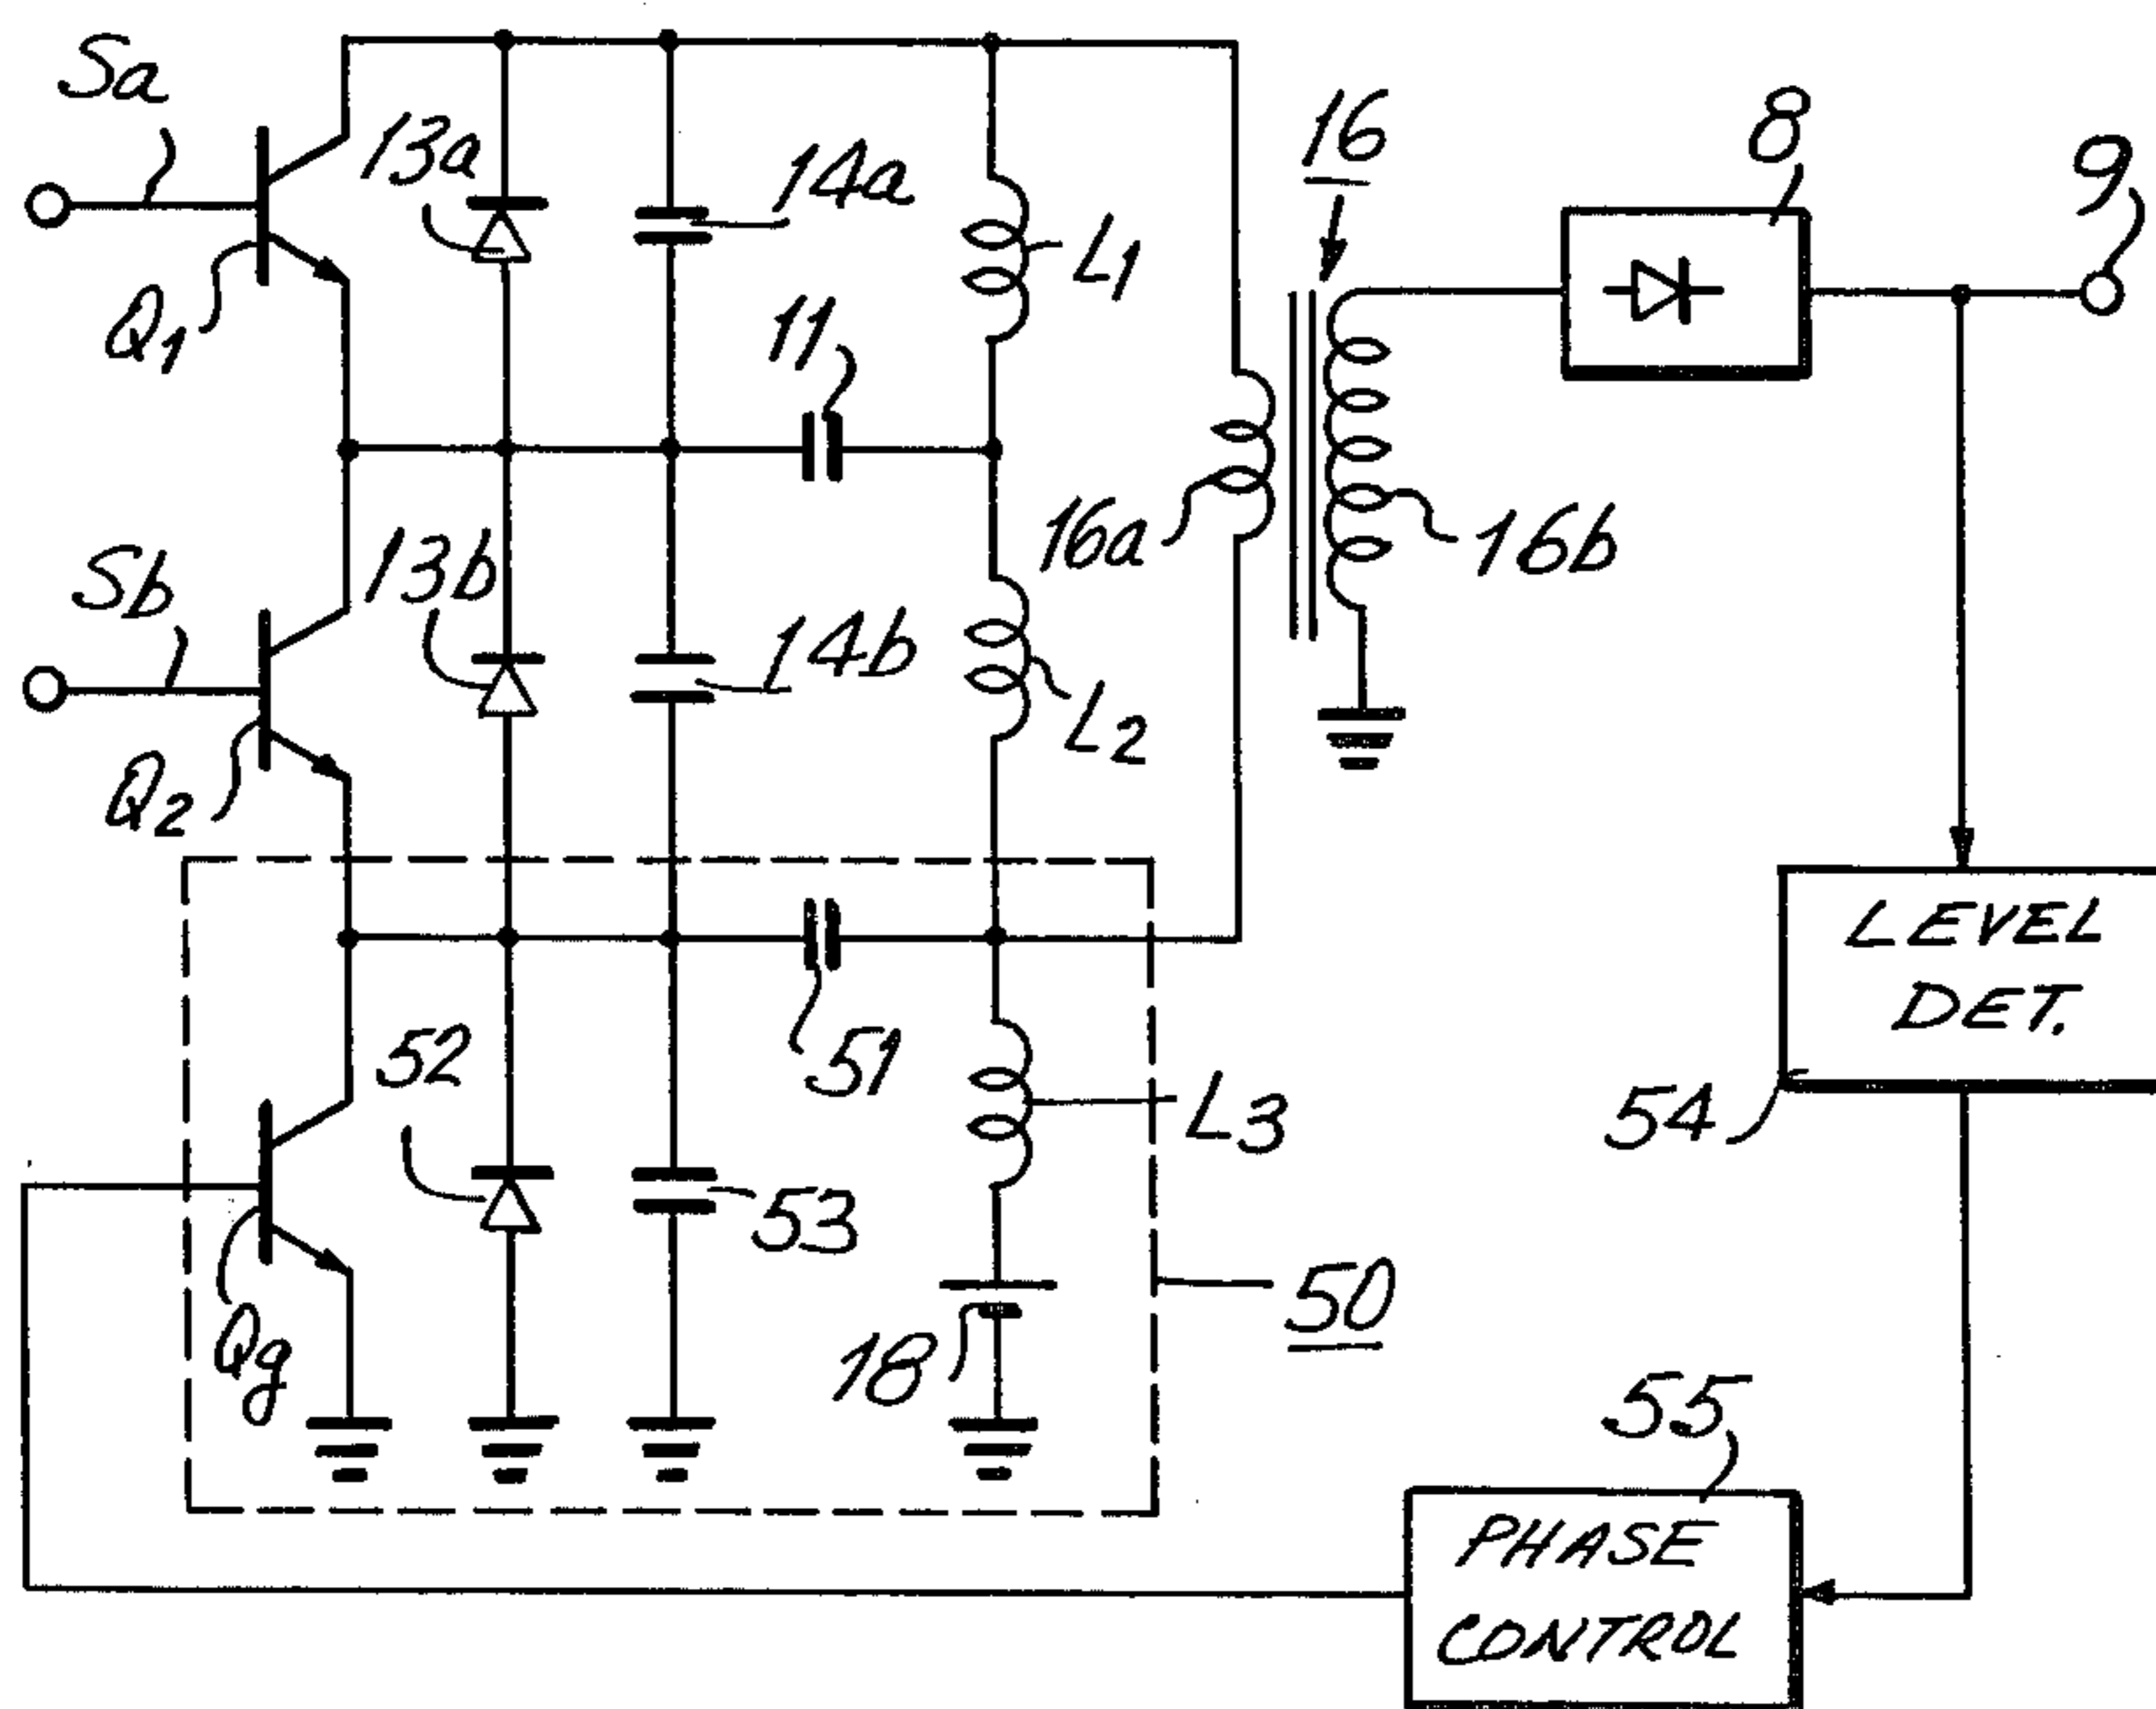 Sa
13a
14a
16
8
9
L1
Q1
11
16a
16b
Sb
13b
14b
L2
Q2
LEVEL
DET.
52
51
L3
54
53
50
Qg
18
55
PHASE
CONTROL